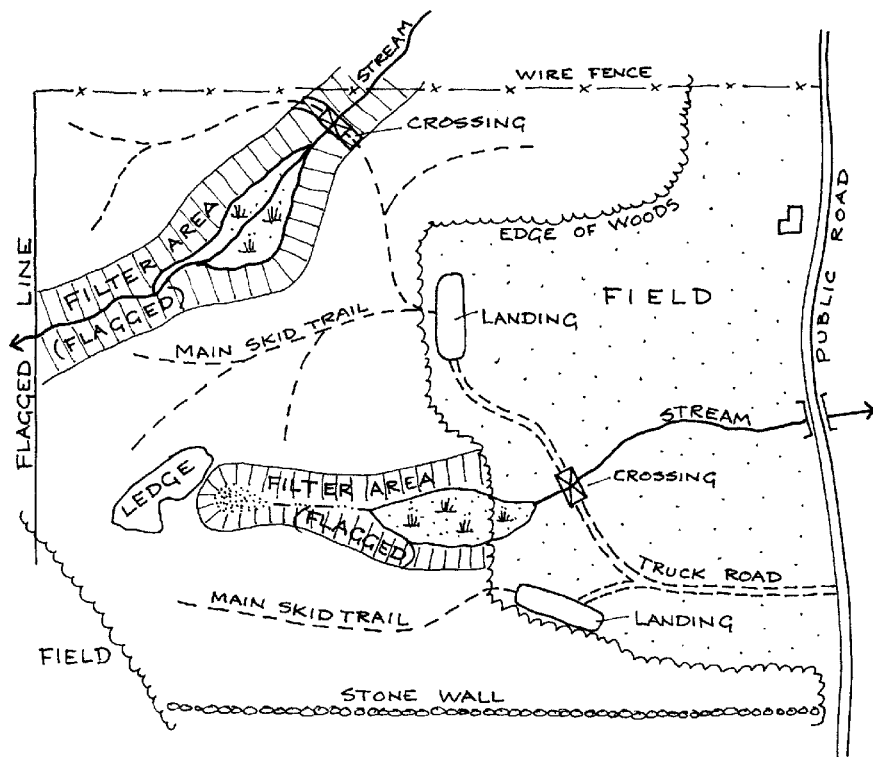 STREAM
WIRE FENCE
CROSSING
FILTER AREA
(FLAGGED)
EDGE OF WOODS
PUBLIC ROAD
FLAGGED LINE
FIELD
LANDING
MAIN SKID TRAIL
STREAM
LEDGE
FILTER AREA
(FLAGGED)
CROSSING
TRUCK ROAD
MAIN SKID TRAIL
LANDING
FIELD
STONE WALL